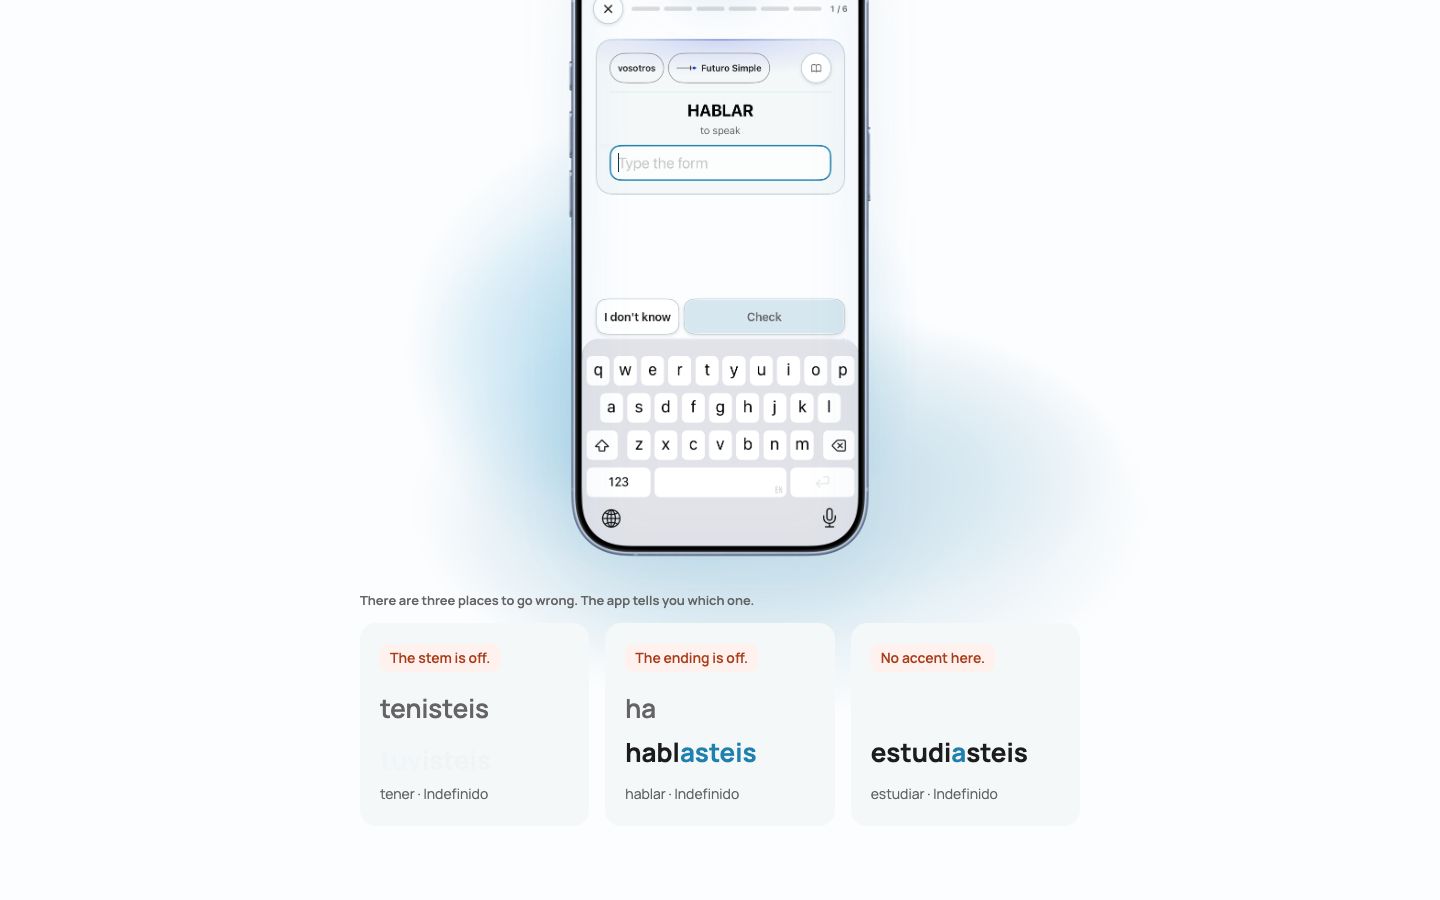 1 / 6
vosotros
Futuro Simple
HABLAR
to speak
Type the form
I don't know
Check
q w e r t y u i o p
a s d f g h j k l
z x c v b n m
123
EN
There are three places to go wrong. The app tells you which one.
The stem is off.
tenisteis
tuvisteis
tener · Indefinido
The ending is off.
ha
hablasteis
hablar · Indefinido
No accent here.
estudiasteis
estudiar · Indefinido